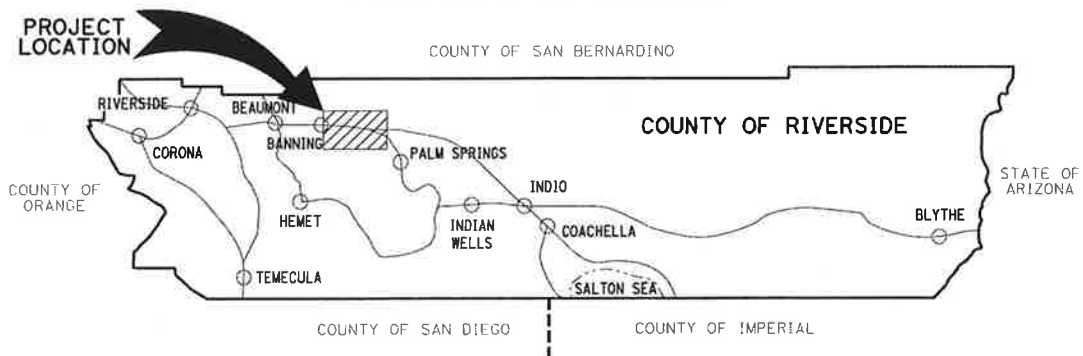 PROJECT
LOCATION
COUNTY OF SAN BERNARDINO
RIVERSIDE
BEAUMONT
BANNING
COUNTY OF RIVERSIDE
CORONA
PALM SPRINGS
COUNTY OF
ORANGE
STATE OF
ARIZONA
HEMET
INDIO
INDIAN
WELLS
COACHELLA
BLYTHE
TEMECULA
SALTON SEA
COUNTY OF SAN DIEGO
COUNTY OF IMPERIAL